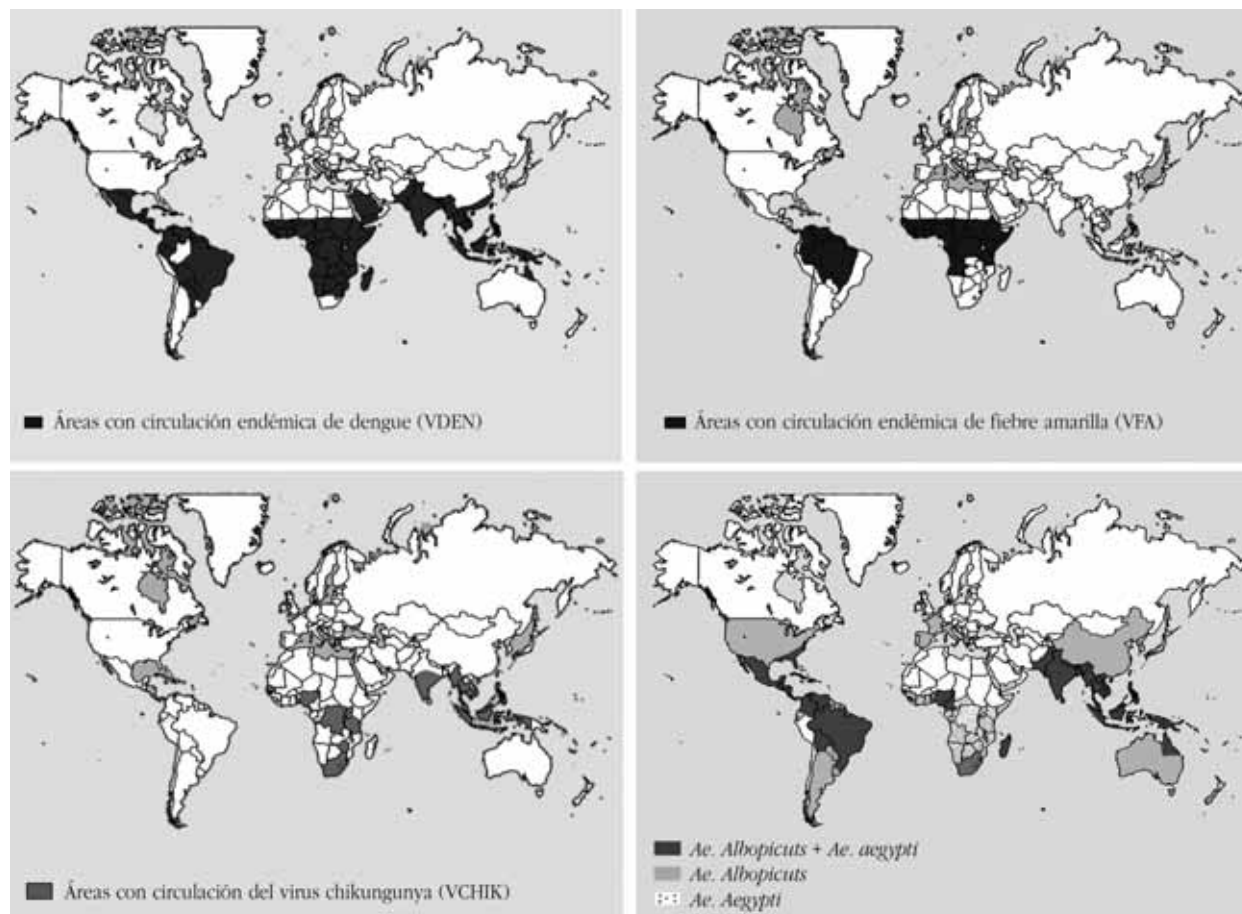 Áreas con circulación endémica de dengue (VDEN)
Áreas con circulación endémica de fiebre amarilla (VFA)
Áreas con circulación del virus chikungunya (VCHIK)
Ae. Albopicuts + Ae. aegypti
Ae. Albopicuts
Ae. Aegypti